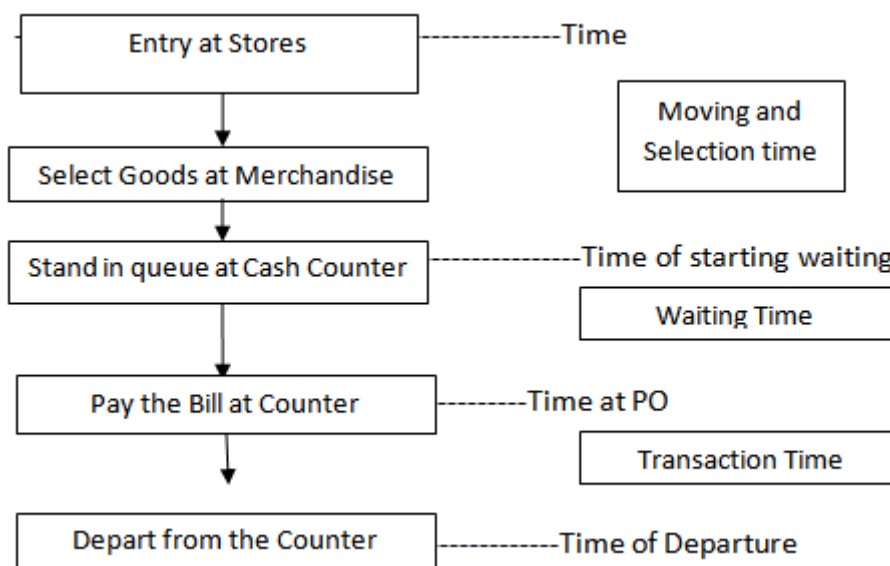 Entry at Stores
Time
Moving and
Selection time
Select Goods at Merchandise
Stand in queue at Cash Counter
Time of starting waiting
Waiting Time
Pay the Bill at Counter
Time at PO
Transaction Time
Depart from the Counter
Time of Departure